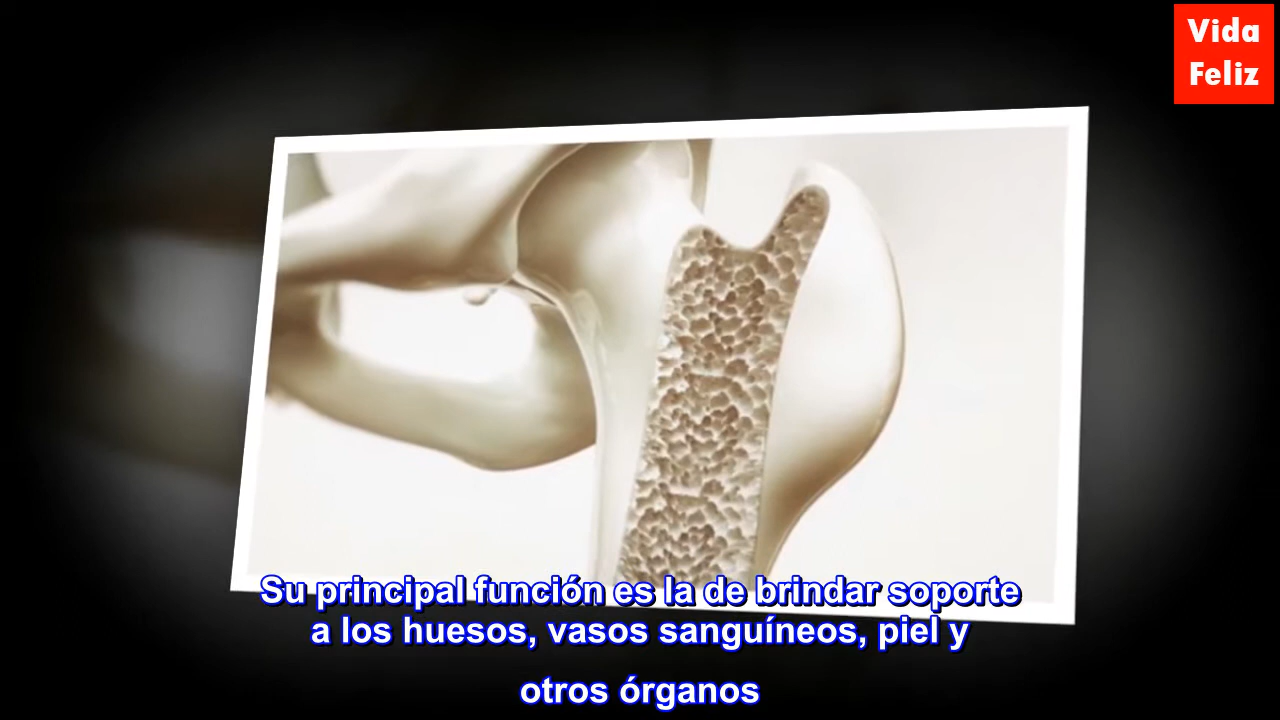 Vida
Feliz
Su principal función es la de brindar soporte
a los huesos, vasos sanguíneos, piel y
otros órganos